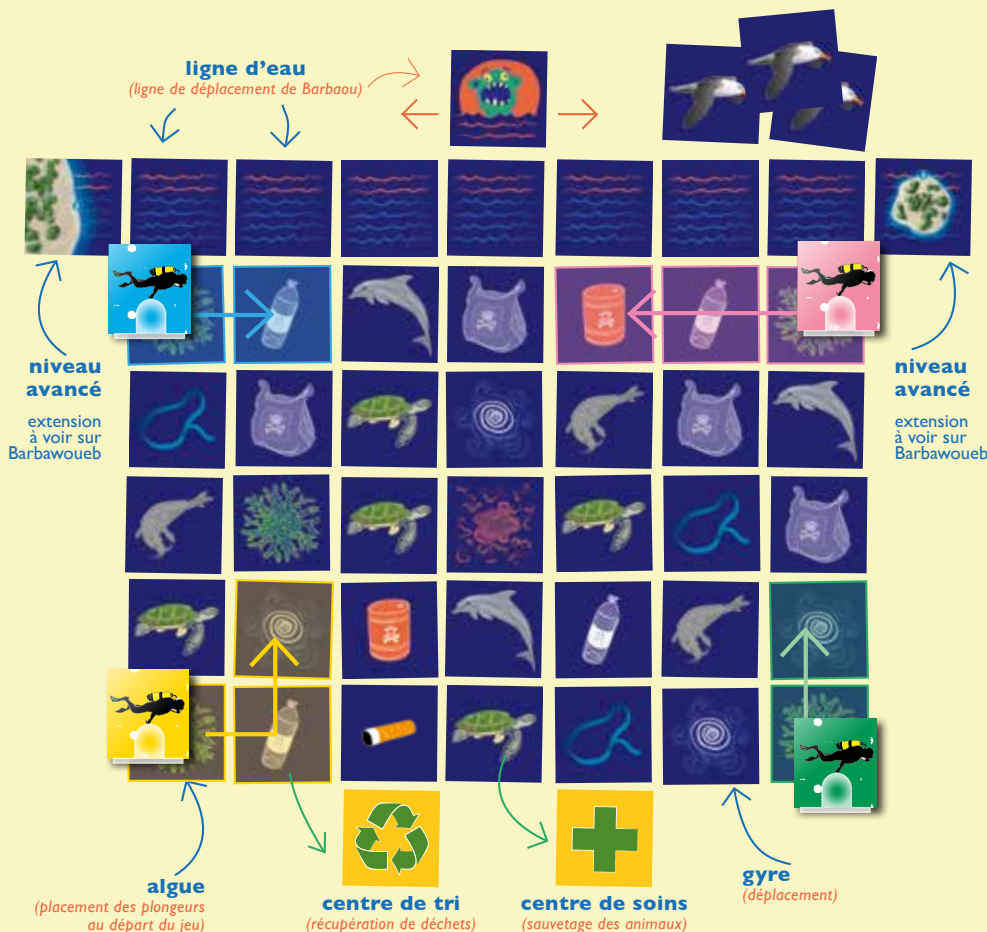 ligne d'eau
(ligne de déplacement de Barbaou)
niveau
avancé
extension
à voir sur
Barbawoueb
niveau
avancé
extension
à voir sur
Barbawoueb
algue
(placement des plongeurs
au départ du jeu)
centre de tri
(récupération de déchets)
centre de soins
(sauvetage des animaux)
gyre
(déplacement)